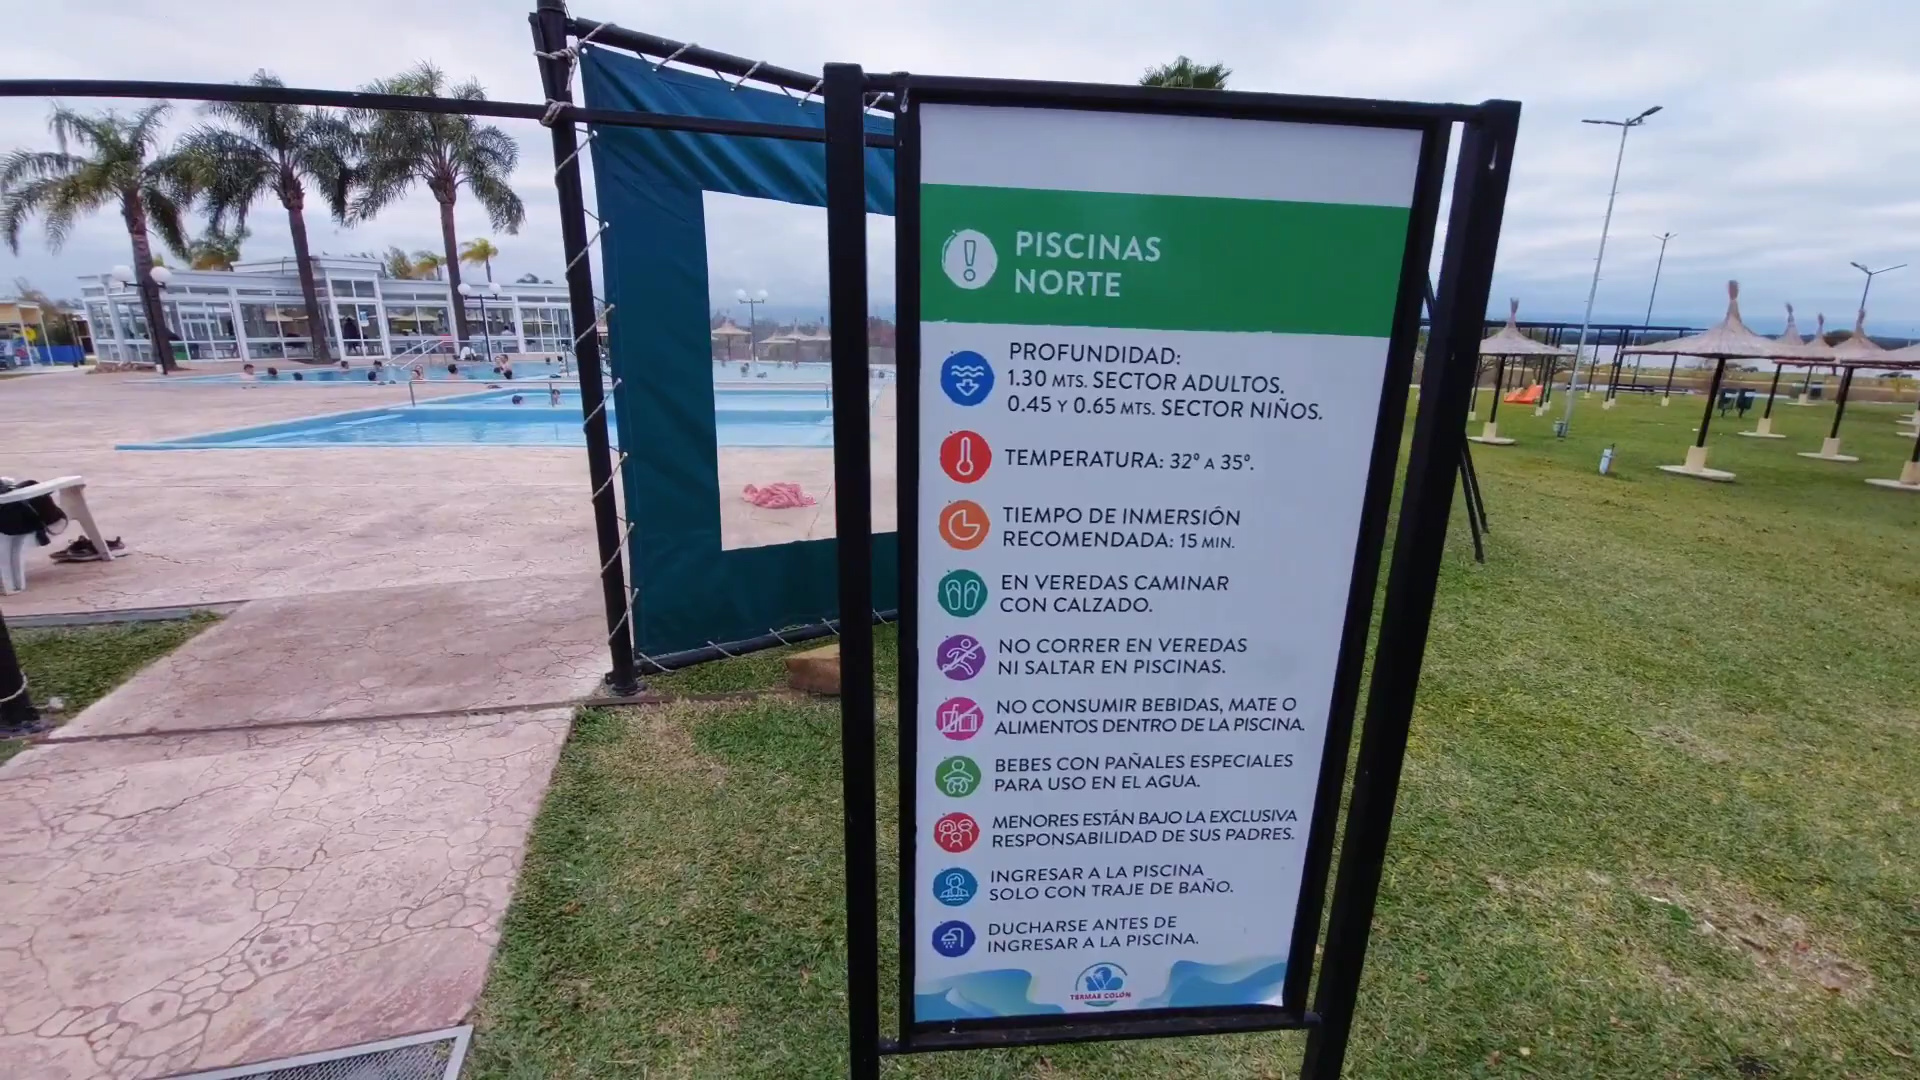 PISCINAS
NORTE
PROFUNDIDAD:
1.30 MTS. SECTOR ADULTOS.
0.45 Y 0.65 MTS. SECTOR NIÑOS.
TEMPERATURA: 32º A 35º.
TIEMPO DE INMERSIÓN
RECOMENDADA: 15 MIN.
EN VEREDAS CAMINAR
CON CALZADO.
NO CORRER EN VEREDAS
NI SALTAR EN PISCINAS.
NO CONSUMIR BEBIDAS, MATE O
ALIMENTOS DENTRO DE LA PISCINA.
BEBES CON PAÑALES ESPECIALES
PARA USO EN EL AGUA.
MENORES ESTÁN BAJO LA EXCLUSIVA
RESPONSABILIDAD DE SUS PADRES.
INGRESAR A LA PISCINA
SOLO CON TRAJE DE BAÑO.
DUCHARSE ANTES DE
INGRESAR A LA PISCINA.
TERMAS COLÓN